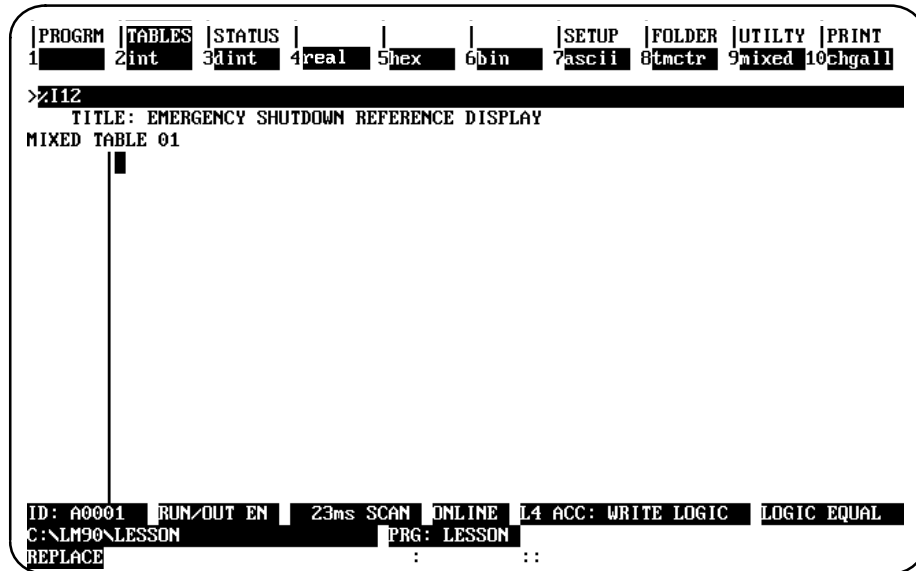 |PROGRM |TABLES |STATUS | | | |SETUP |FOLDER |UTILTY |PRINT
1 2int 3dint 4real 5hex 6bin 7ascii 8tmctr 9mixed 10chgall
>%I12
TITLE: EMERGENCY SHUTDOWN REFERENCE DISPLAY
MIXED TABLE 01
ID: A0001 RUN/OUT EN 23ms SCAN ONLINE L4 ACC: WRITE LOGIC LOGIC EQUAL
C:\LM90\LESSON PRG: LESSON
REPLACE : ::